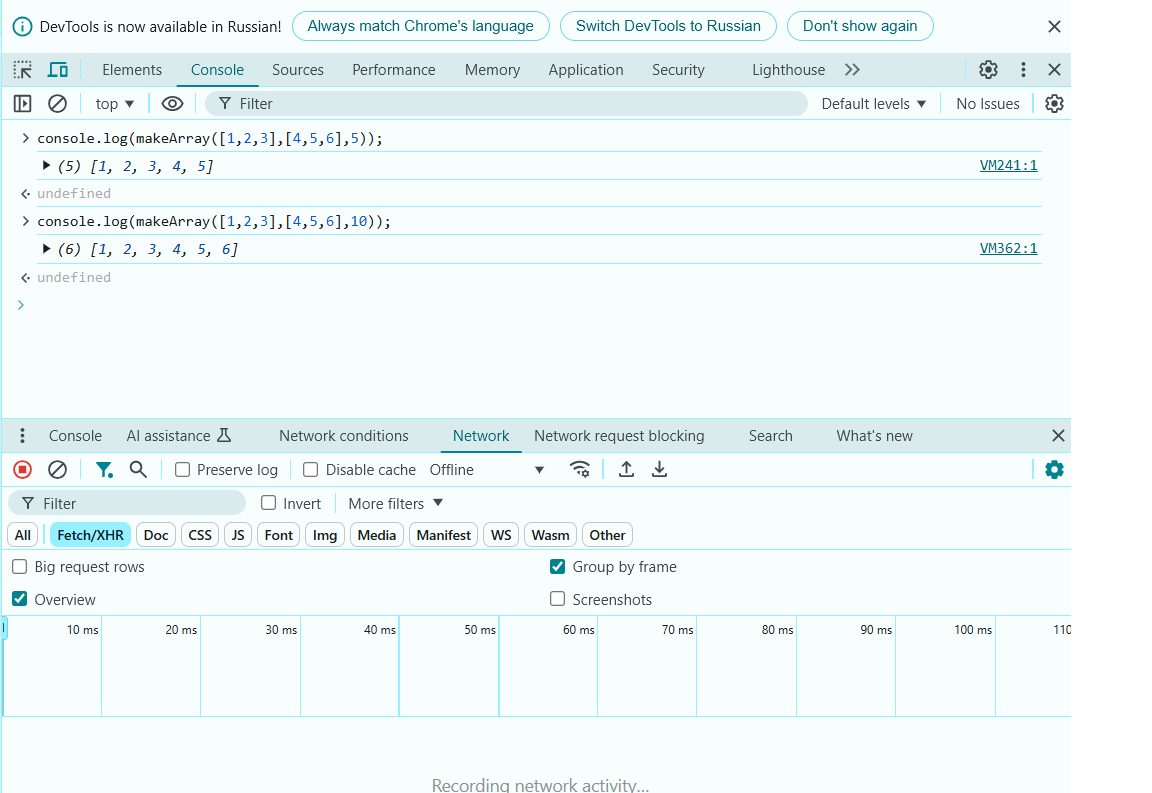 DevTools is now available in Russian! Always match Chrome's language Switch DevTools to Russian Don't show again
Elements Console Sources Performance Memory Application Security Lighthouse
top Filter Default levels No Issues
console.log(makeArray([1,2,3],[4,5,6],5));
(5) [1, 2, 3, 4, 5] VM241:1
undefined
console.log(makeArray([1,2,3],[4,5,6],10));
(6) [1, 2, 3, 4, 5, 6] VM362:1
undefined
Console AI assistance Network conditions Network Network request blocking Search What's new
Preserve log Disable cache Offline
Filter Invert More filters
All Fetch/XHR Doc CSS JS Font Img Media Manifest WS Wasm Other
Big request rows Group by frame
Overview Screenshots
10 ms 20 ms 30 ms 40 ms 50 ms 60 ms 70 ms 80 ms 90 ms 100 ms 110
Recording network activity...